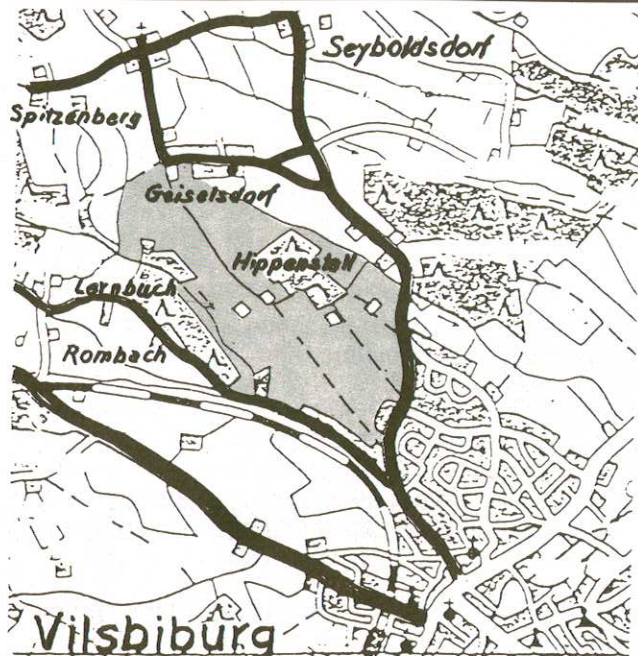 Seyboldsdorf
Spitzenberg
Geiselsdorf
Hippenstall
Lernbuch
Rombach
Vilsbiburg